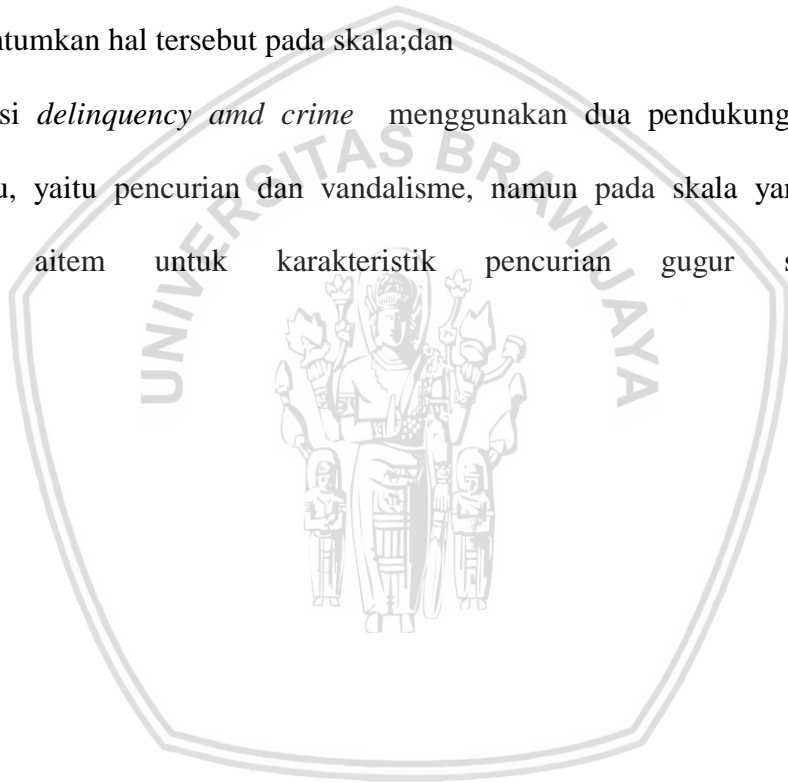 ntumkan hal tersebut pada skala;dan
si delinquency amd crime menggunakan dua pendukung
u, yaitu pencurian dan vandalisme, namun pada skala yan
aitem untuk karakteristik pencurian gugur s
UNIVERSITAS BRAWIJAYA